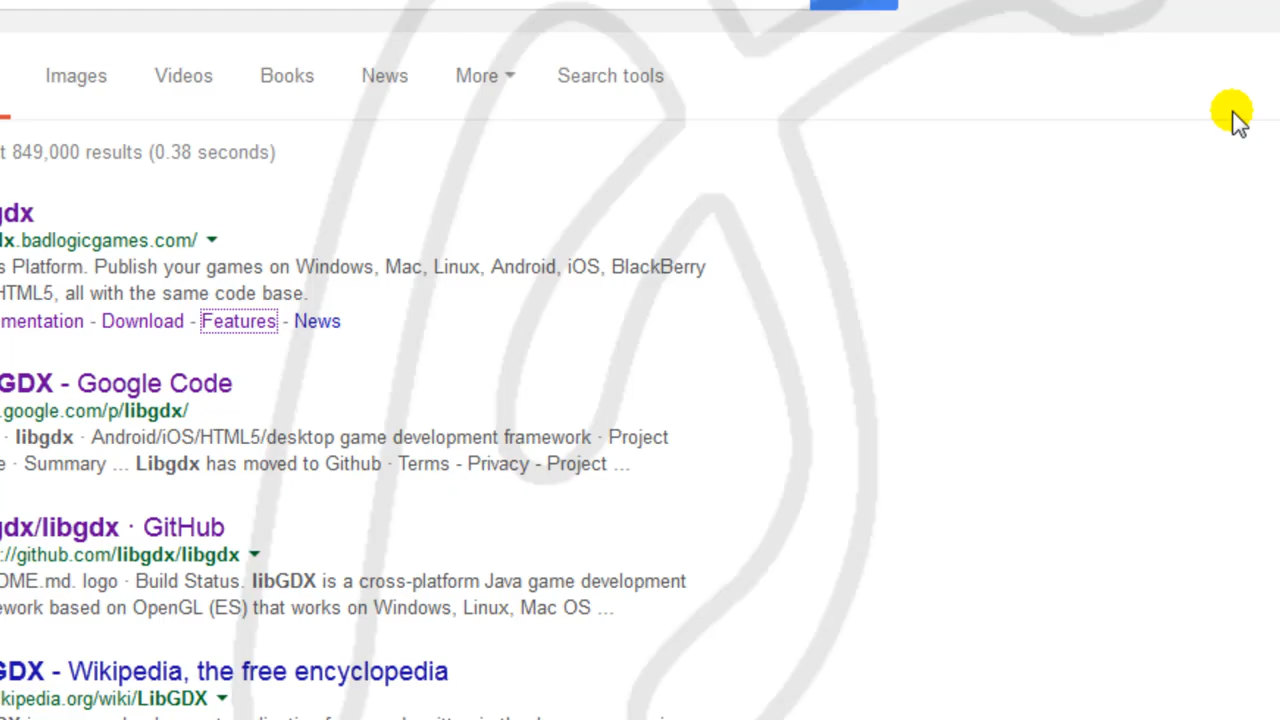 Images Videos Books News More Search tools
849,000 results (0.38 seconds)
gdx
dx.badlogicgames.com/
s Platform. Publish your games on Windows, Mac, Linux, Android, iOS, BlackBerry
HTML5, all with the same code base.
mentation - Download - Features - News
GDX - Google Code
.google.com/p/libgdx/
· libgdx · Android/iOS/HTML5/desktop game development framework · Project
e · Summary ... Libgdx has moved to Github · Terms - Privacy - Project ...
gdx/libgdx · GitHub
://github.com/libgdx/libgdx
OME.md. logo · Build Status. libGDX is a cross-platform Java game development
ework based on OpenGL (ES) that works on Windows, Linux, Mac OS ...
GDX - Wikipedia, the free encyclopedia
kipedia.org/wiki/LibGDX